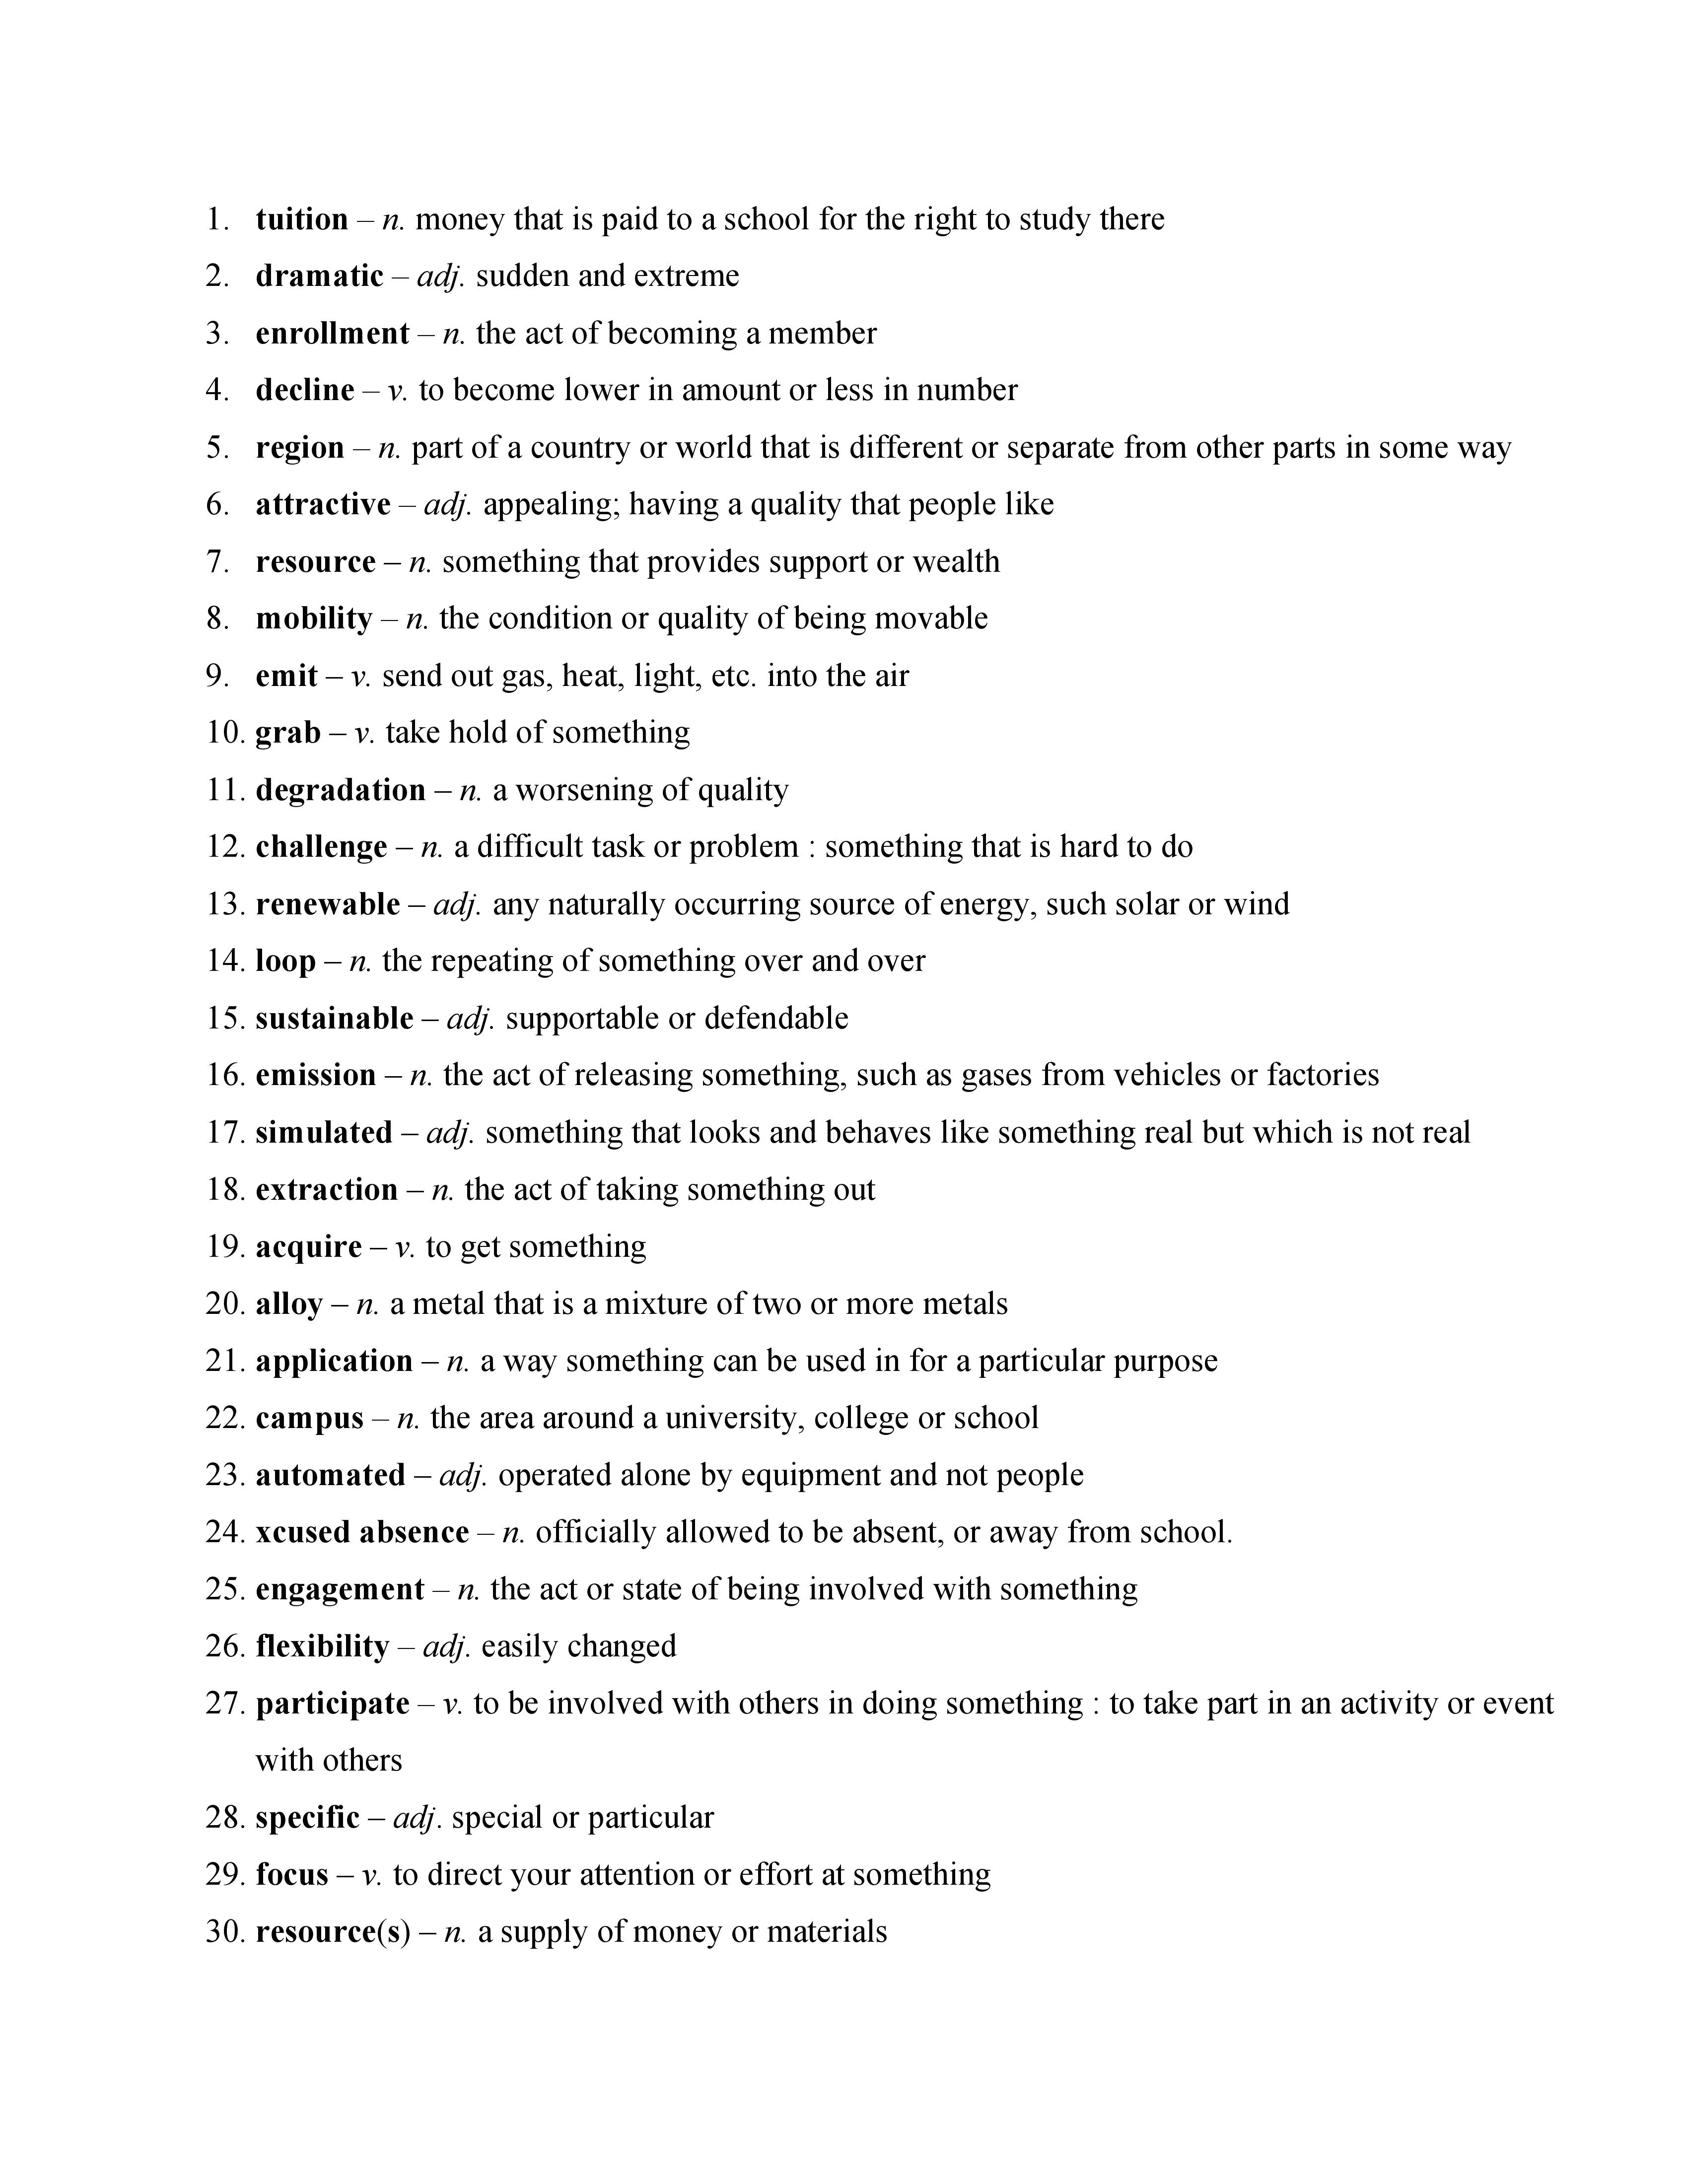 1. tuition – n. money that is paid to a school for the right to study there
2. dramatic – adj. sudden and extreme
3. enrollment – n. the act of becoming a member
4. decline – v. to become lower in amount or less in number
5. region – n. part of a country or world that is different or separate from other parts in some way
6. attractive – adj. appealing; having a quality that people like
7. resource – n. something that provides support or wealth
8. mobility – n. the condition or quality of being movable
9. emit – v. send out gas, heat, light, etc. into the air
10. grab – v. take hold of something
11. degradation – n. a worsening of quality
12. challenge – n. a difficult task or problem : something that is hard to do
13. renewable – adj. any naturally occurring source of energy, such solar or wind
14. loop – n. the repeating of something over and over
15. sustainable – adj. supportable or defendable
16. emission – n. the act of releasing something, such as gases from vehicles or factories
17. simulated – adj. something that looks and behaves like something real but which is not real
18. extraction – n. the act of taking something out
19. acquire – v. to get something
20. alloy – n. a metal that is a mixture of two or more metals
21. application – n. a way something can be used in for a particular purpose
22. campus – n. the area around a university, college or school
23. automated – adj. operated alone by equipment and not people
24. xcused absence – n. officially allowed to be absent, or away from school.
25. engagement – n. the act or state of being involved with something
26. flexibility – adj. easily changed
27. participate – v. to be involved with others in doing something : to take part in an activity or event
with others
28. specific – adj. special or particular
29. focus – v. to direct your attention or effort at something
30. resource(s) – n. a supply of money or materials